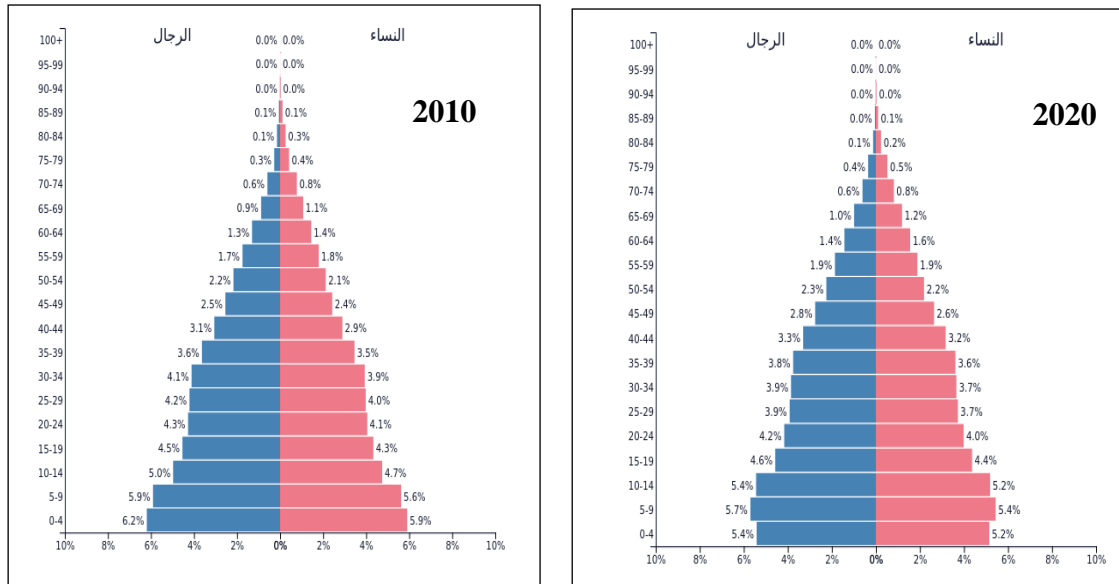 100+ الرجال 0.0% 0.0% النساء
95-99 0.0% 0.0%
90-94 0.0% 0.0%
85-89 0.1% 0.1%
2010
80-84 0.1% 0.3%
75-79 0.3% 0.4%
70-74 0.6% 0.8%
65-69 0.9% 1.1%
60-64 1.3% 1.4%
55-59 1.7% 1.8%
50-54 2.2% 2.1%
45-49 2.5% 2.4%
40-44 3.1% 2.9%
35-39 3.6% 3.5%
30-34 4.1% 3.9%
25-29 4.2% 4.0%
20-24 4.3% 4.1%
15-19 4.5% 4.3%
10-14 5.0% 4.7%
5-9 5.9% 5.6%
0-4 6.2% 5.9%
10% 8% 6% 4% 2% 0% 0% 2% 4% 6% 8% 10%
100+ الرجال 0.0% 0.0% النساء
95-99 0.0% 0.0%
90-94 0.0% 0.0%
85-89 0.0% 0.1%
2020
80-84 0.1% 0.2%
75-79 0.4% 0.5%
70-74 0.6% 0.8%
65-69 1.0% 1.2%
60-64 1.4% 1.6%
55-59 1.9% 1.9%
50-54 2.3% 2.2%
45-49 2.8% 2.6%
40-44 3.3% 3.2%
35-39 3.8% 3.6%
30-34 3.9% 3.7%
25-29 3.9% 3.7%
20-24 4.2% 4.0%
15-19 4.6% 4.4%
10-14 5.4% 5.2%
5-9 5.7% 5.4%
0-4 5.4% 5.2%
10% 8% 6% 4% 2% 0% 0% 2% 4% 6% 8% 10%